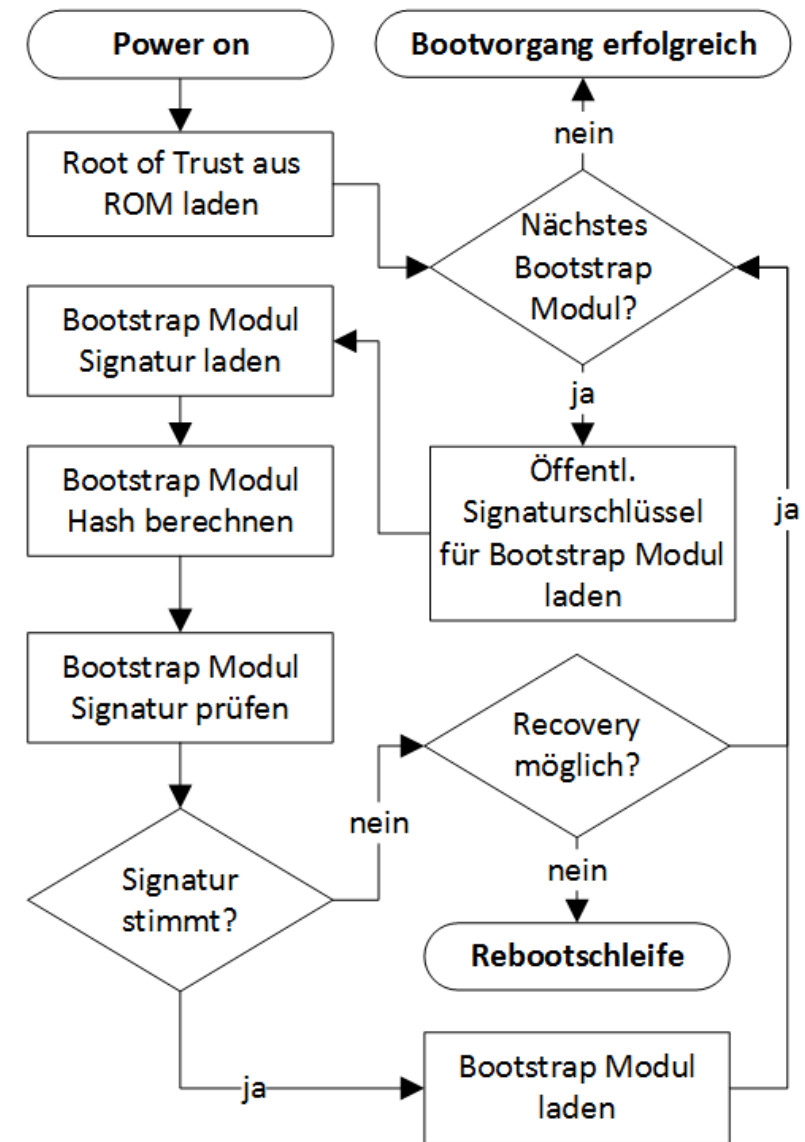 Power on
Bootvorgang erfolgreich
nein
Root of Trust aus
ROM laden
Nächstes
Bootstrap
Modul?
ja
Bootstrap Modul
Signatur laden
Öffentl.
Signaturschlüssel
für Bootstrap Modul
laden
ja
Bootstrap Modul
Hash berechnen
Bootstrap Modul
Signatur prüfen
Recovery
möglich?
nein
nein
Signatur
stimmt?
Rebootschleife
ja
Bootstrap Modul
laden